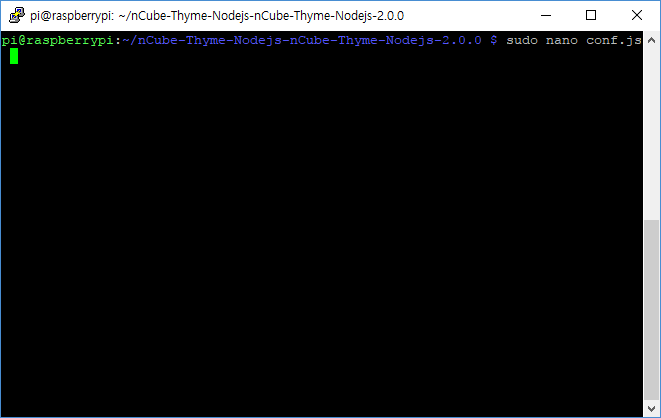 pi@raspberrypi: ~/nCube-Thyme-Nodejs-nCube-Thyme-Nodejs-2.0.0
pi@raspberrypi:~/nCube-Thyme-Nodejs-nCube-Thyme-Nodejs-2.0.0 $ sudo nano conf.js